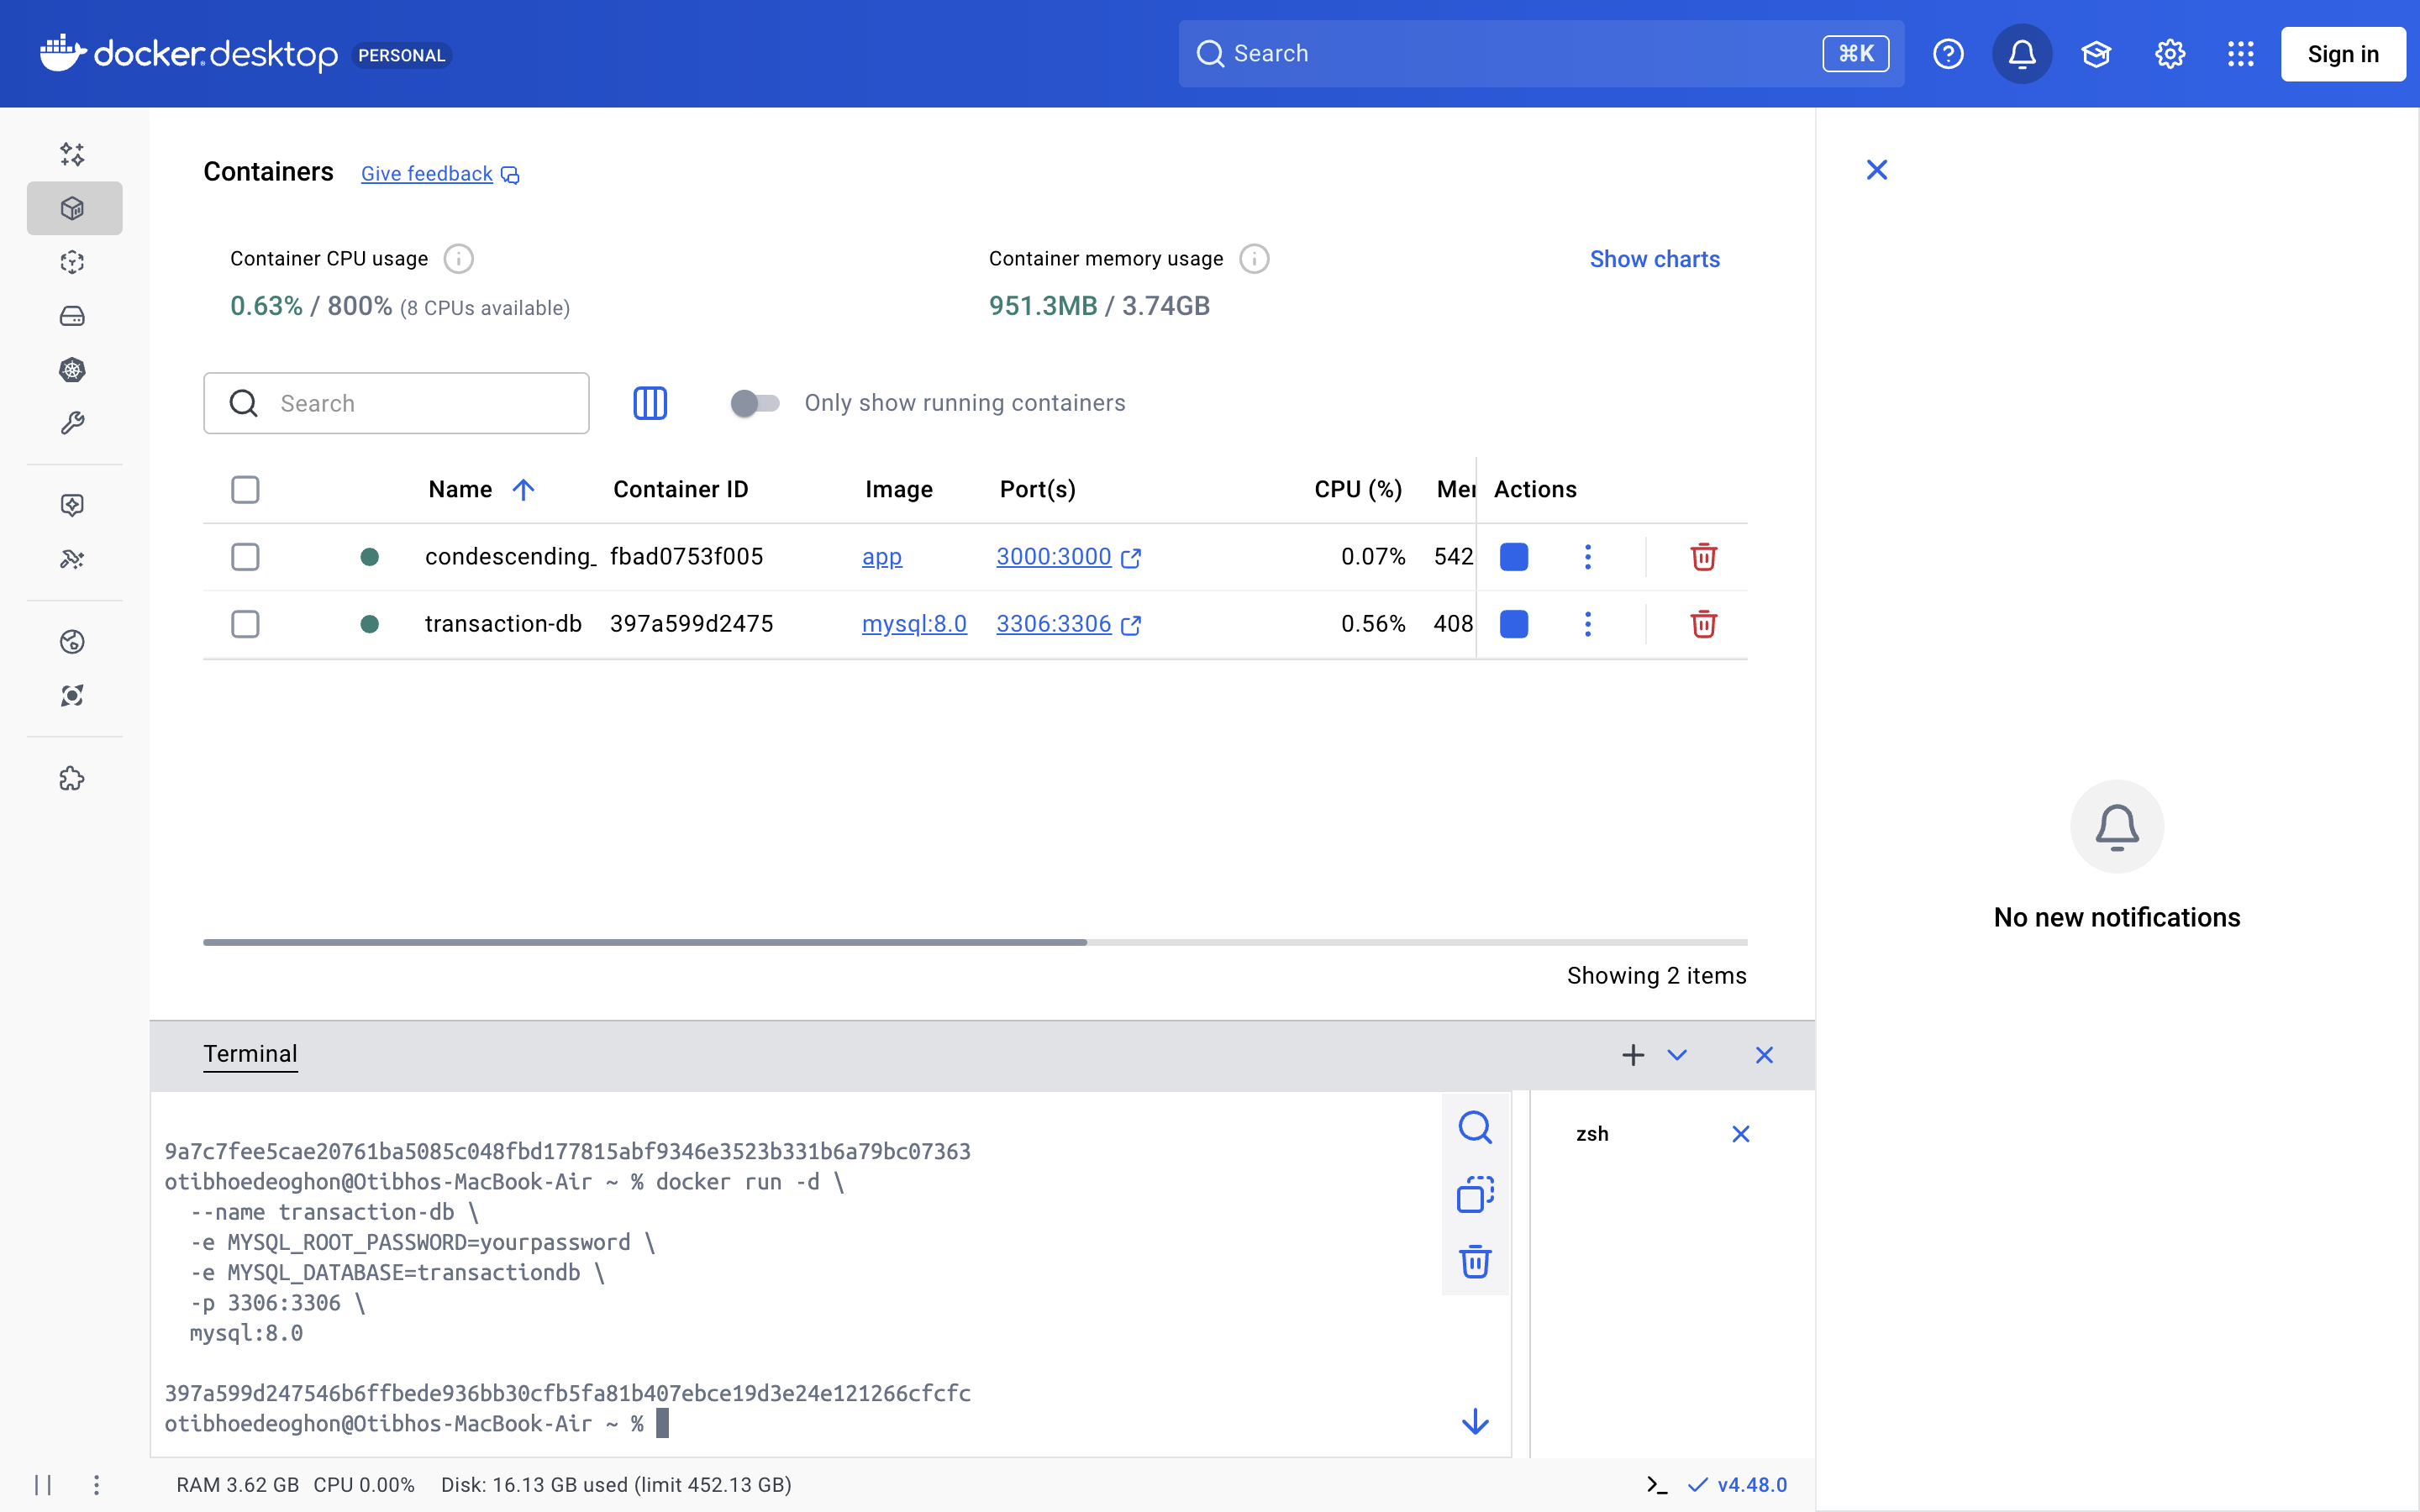 docker desktop PERSONAL
Search ⌘K
Sign in
Containers Give feedback
Container CPU usage
0.63% / 800% (8 CPUs available)
Container memory usage
951.3MB / 3.74GB
Show charts
Search
Only show running containers
Name Container ID Image Port(s) CPU (%) Mer Actions
condescending_ fbad0753f005 app 3000:3000 0.07% 542
transaction-db 397a599d2475 mysql:8.0 3306:3306 0.56% 408
Showing 2 items
No new notifications
Terminal
zsh
9a7c7fee5cae20761ba5085c048fbd177815abf9346e3523b331b6a79bc07363
otibhoedeoghon@Otibhos-MacBook-Air ~ % docker run -d \
--name transaction-db \
-e MYSQL_ROOT_PASSWORD=yourpassword \
-e MYSQL_DATABASE=transactiondb \
-p 3306:3306 \
mysql:8.0
397a599d247546b6ffbede936bb30cfb5fa81b407ebce19d3e24e121266cfcfc
otibhoedeoghon@Otibhos-MacBook-Air ~ %
RAM 3.62 GB CPU 0.00% Disk: 16.13 GB used (limit 452.13 GB)
v4.48.0